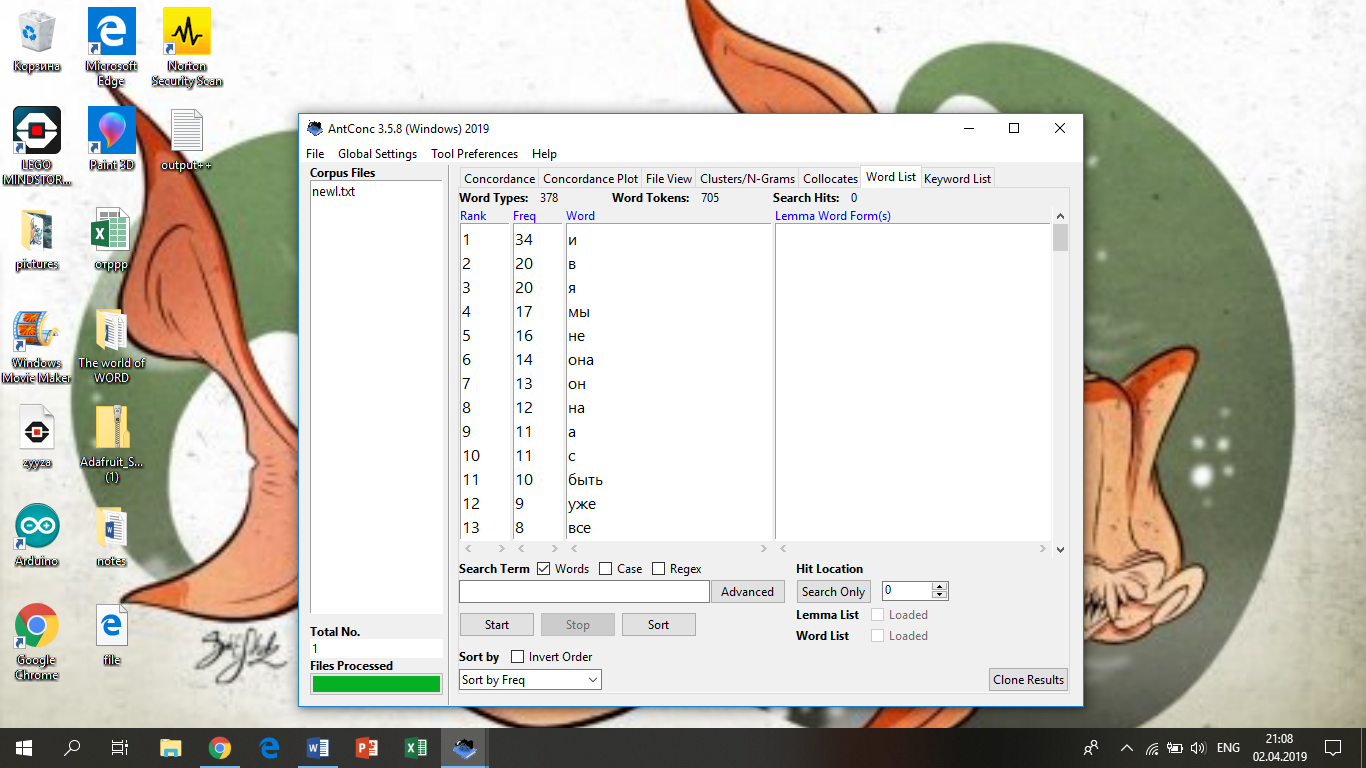 Корзина
Microsoft Edge
Norton Security Scan
LEGO MINDSTOR...
Paint 3D
output++
pictures
отррр
Windows Movie Maker
The world of WORD
zyyza
Adafruit_S... (1)
Arduino
notes
Google Chrome
file
AntConc 3.5.8 (Windows) 2019
File Global Settings Tool Preferences Help
Corpus Files
newl.txt
Total No.
1
Files Processed
Concordance Concordance Plot File View Clusters/N-Grams Collocates Word List Keyword List
Word Types: 378 Word Tokens: 705 Search Hits: 0
Rank Freq Word Lemma Word Form(s)
1 34 и
2 20 в
3 20 я
4 17 мы
5 16 не
6 14 она
7 13 он
8 12 на
9 11 а
10 11 с
11 10 быть
12 9 уже
13 8 все
Search Term Words Case Regex Hit Location
Advanced Search Only 0
Start Stop Sort Lemma List Loaded
Word List Loaded
Sort by Invert Order
Sort by Freq Clone Results
ENG
21:08
02.04.2019